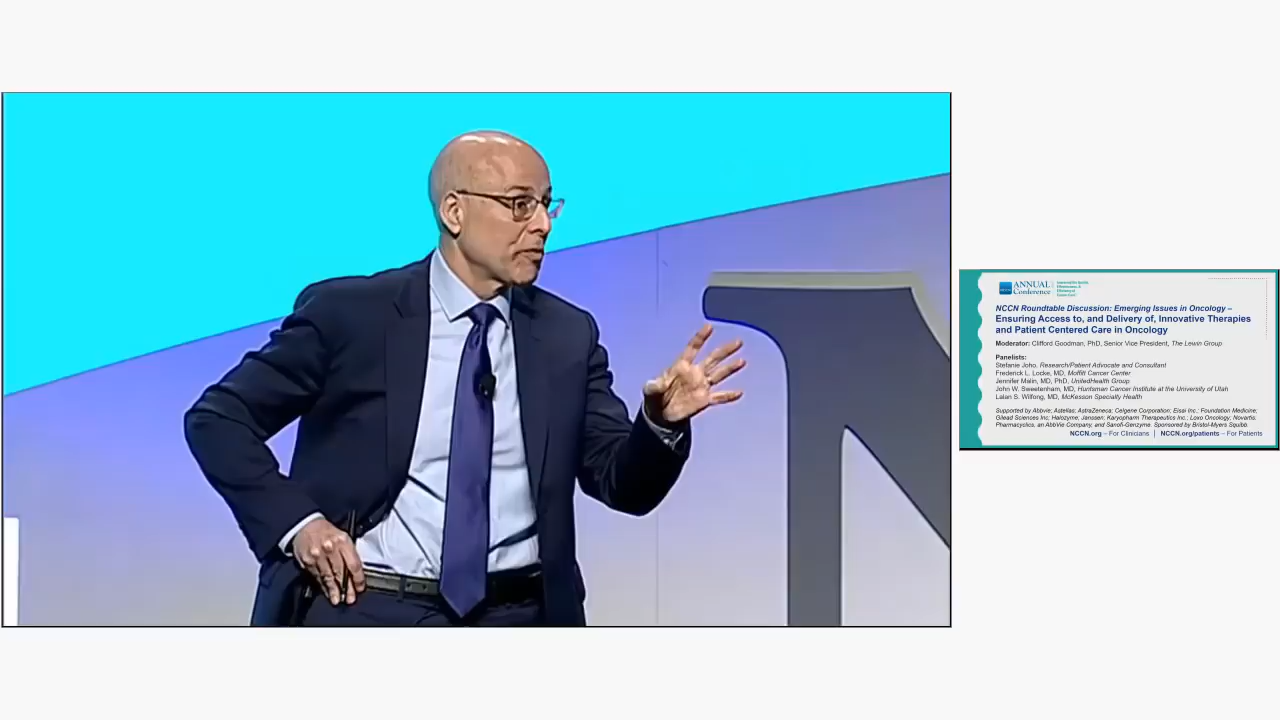 NCCN
ANNUAL
Conference
NCCN Roundtable Discussion: Emerging Issues in Oncology –
Ensuring Access to, and Delivery of, Innovative Therapies
and Patient Centered Care in Oncology
Moderator: Clifford Goodman, PhD, Senior Vice President, The Lewin Group
Panelists:
Stefanie Joho, Research/Patient Advocate and Consultant
Frederick L. Locke, MD, Moffitt Cancer Center
Jennifer Malin, MD, PhD, UnitedHealth Group
John W. Sweetenham, MD, Huntsman Cancer Institute at the University of Utah
Lalan S. Wilfong, MD, McKesson Specialty Health
Supported by Abbvie; Astellas; AstraZeneca; Celgene Corporation; Eisai Inc.; Foundation Medicine;
Gilead Sciences Inc; Halozyme; Janssen; Karyopharm Therapeutics Inc.; Loxo Oncology; Novartis;
Pharmacyclics, an AbbVie Company, and Sanofi-Genzyme. Sponsored by Bristol-Myers Squibb.
NCCN.org – For Clinicians | NCCN.org/patients – For Patients